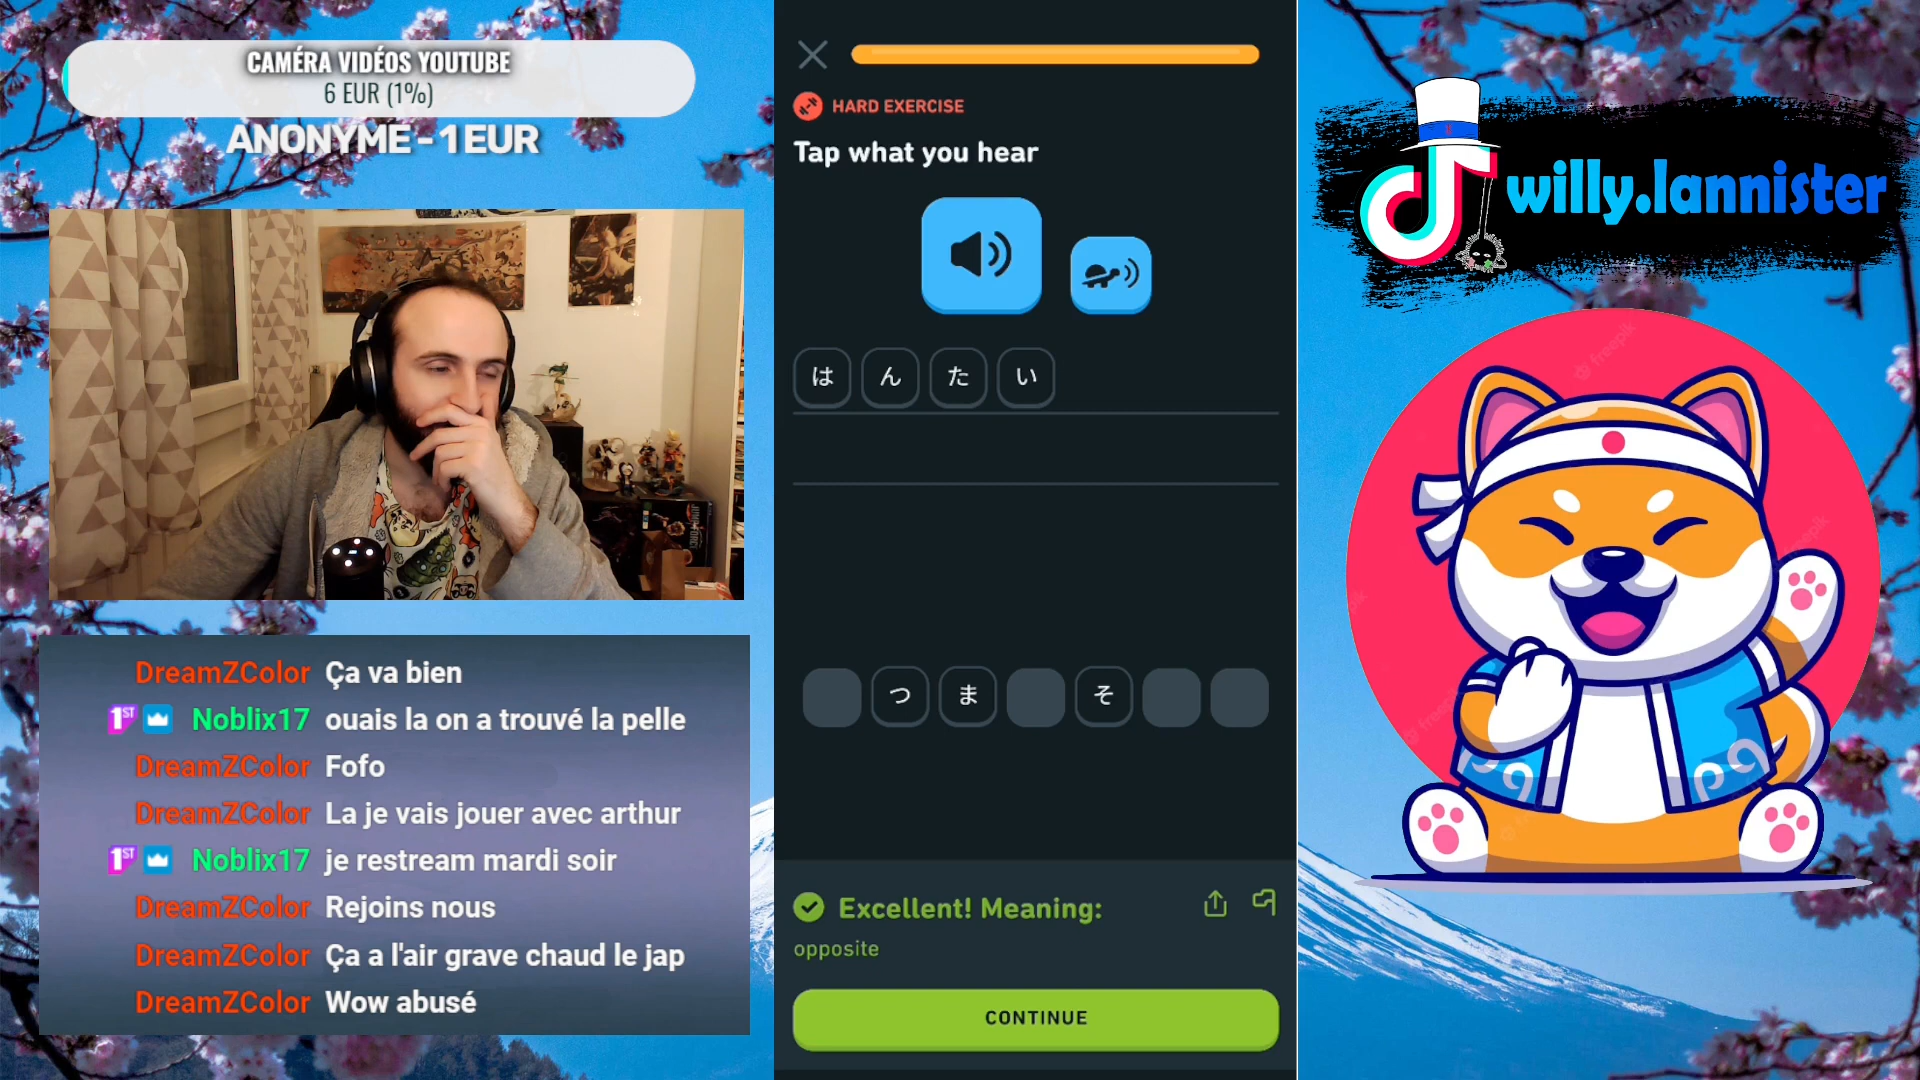 CAMÉRA VIDÉOS YOUTUBE
6 EUR (1%)
ANONYME - 1 EUR
DreamZColor Ça va bien
1ST Noblix17 ouais la on a trouvé la pelle
DreamZColor Fofo
DreamZColor La je vais jouer avec arthur
1ST Noblix17 je restream mardi soir
DreamZColor Rejoins nous
DreamZColor Ça a l'air grave chaud le jap
DreamZColor Wow abusé
HARD EXERCISE
Tap what you hear
は ん た い
つ ま そ
Excellent! Meaning:
opposite
CONTINUE
willy.lannister
freepik